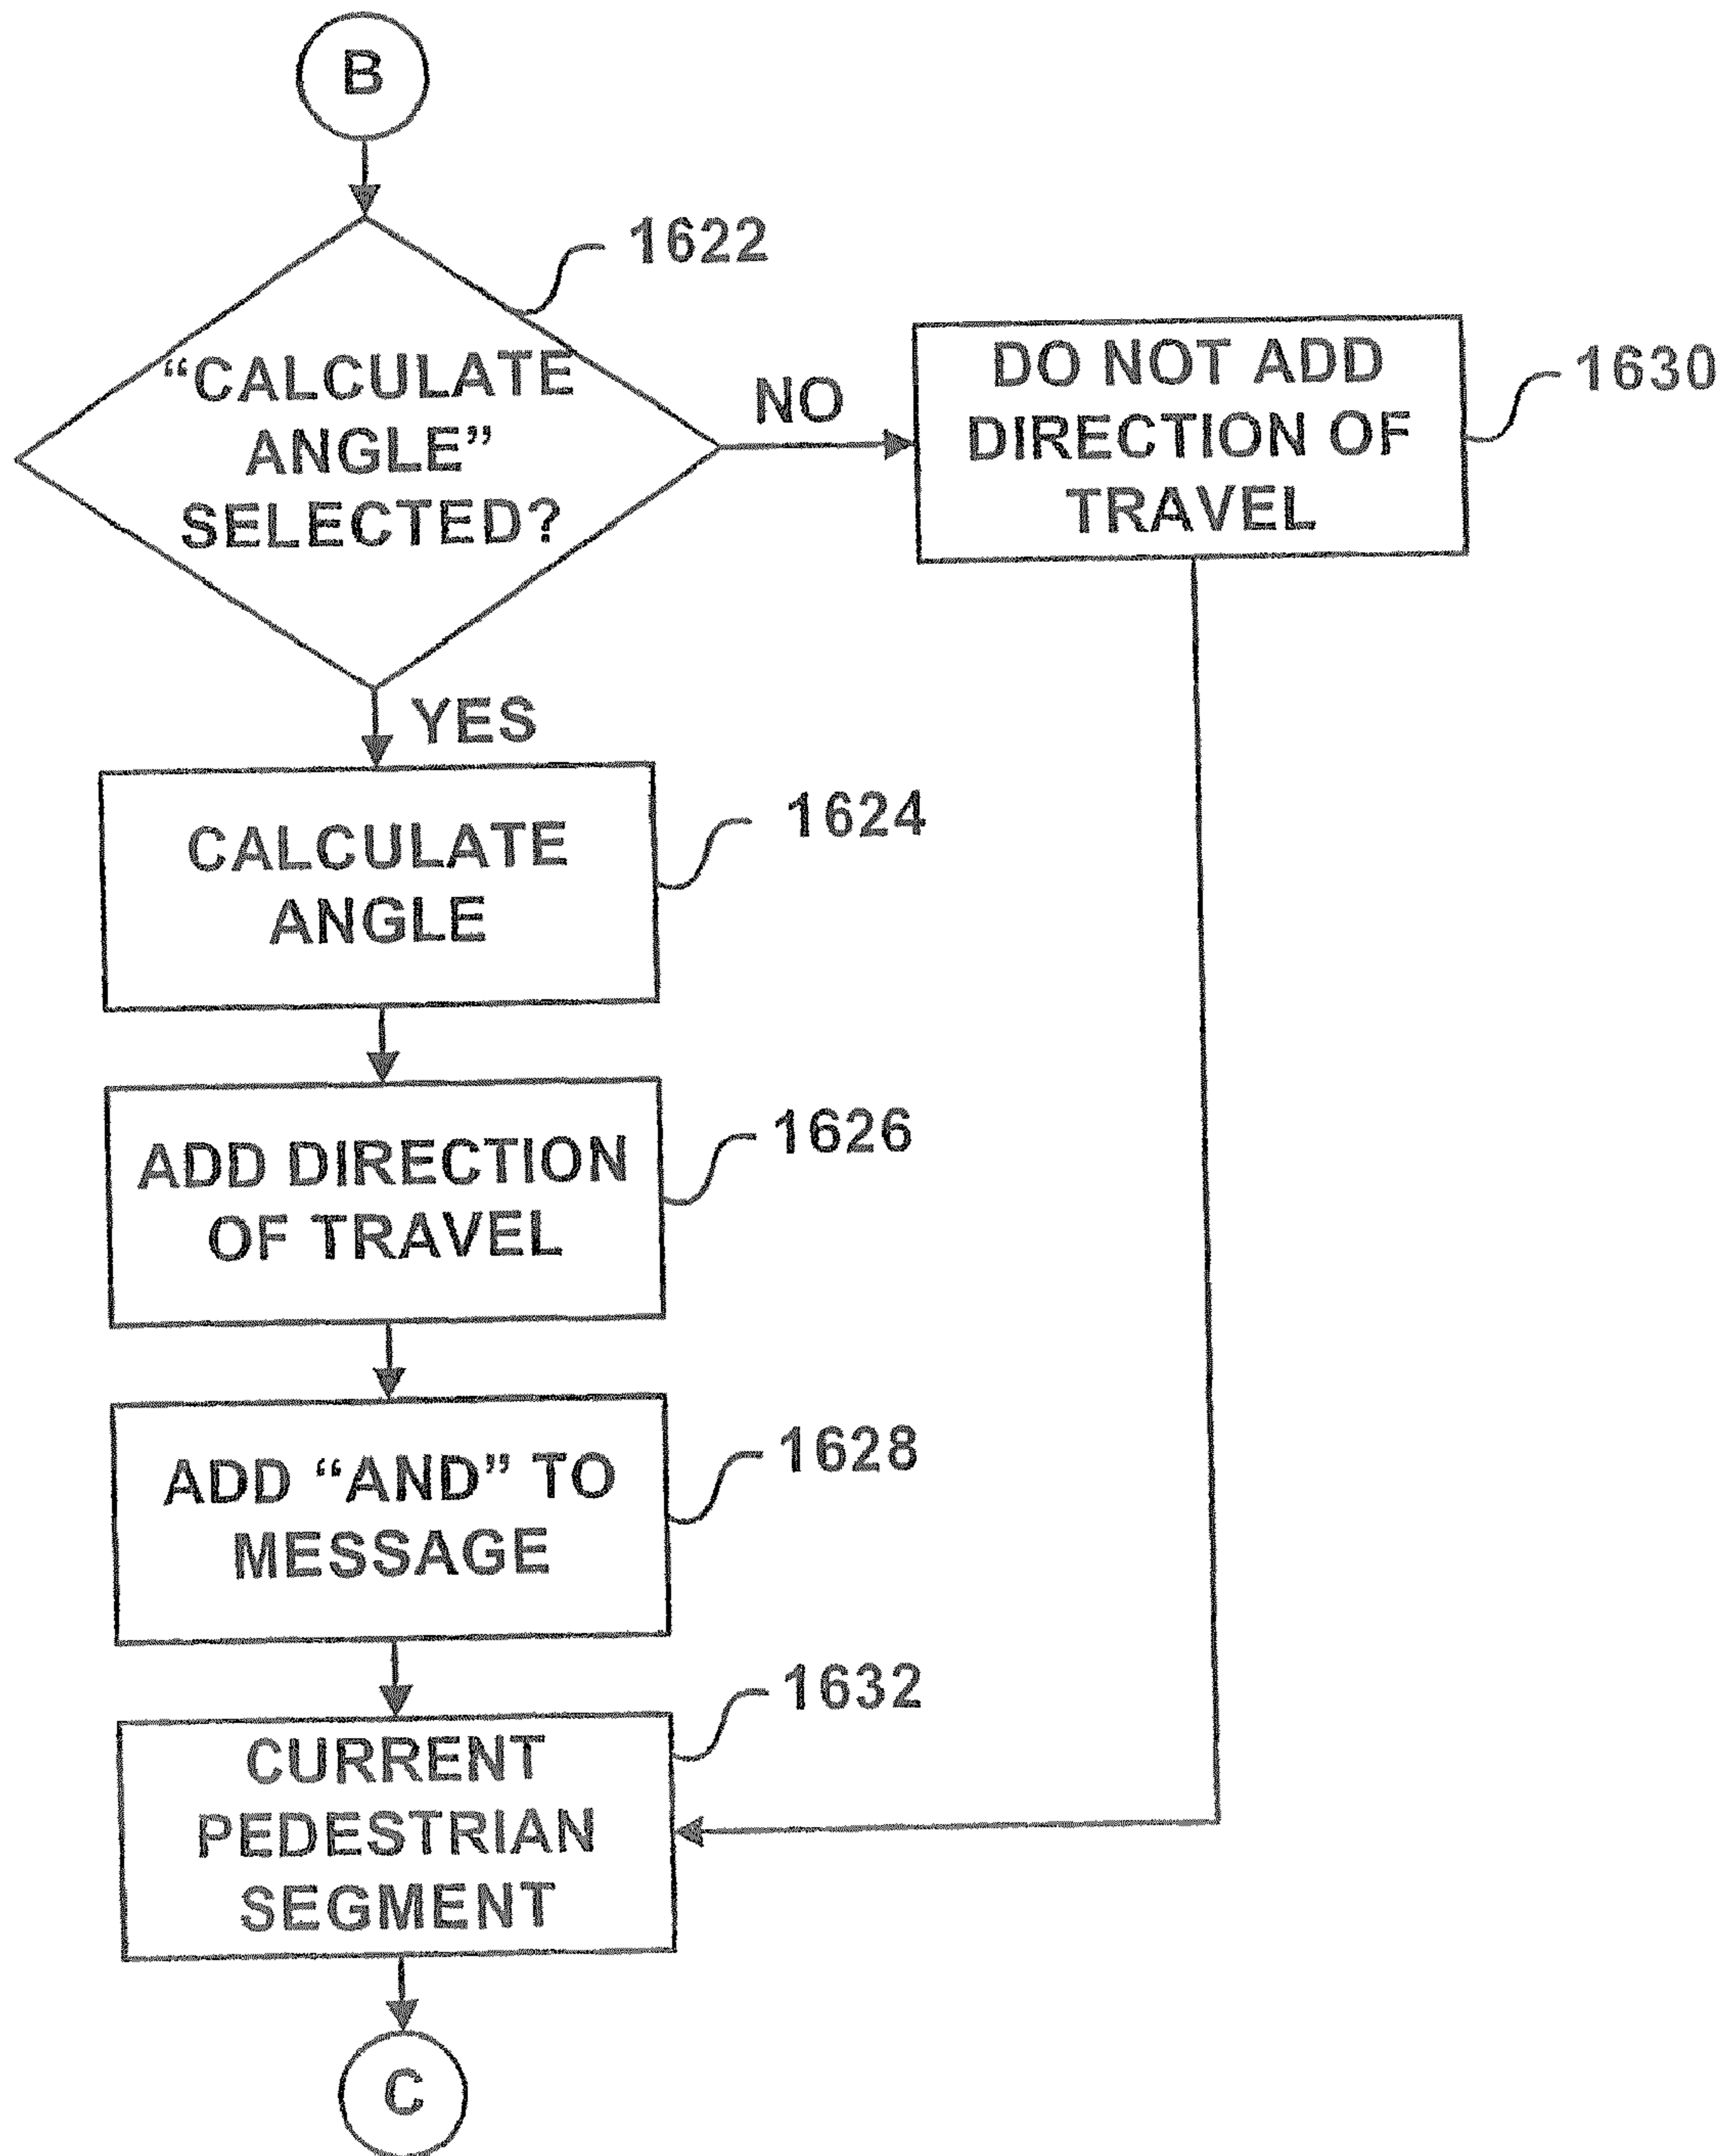 B
1622
“CALCULATE
ANGLE”
SELECTED?
NO
DO NOT ADD
DIRECTION OF
TRAVEL
1630
YES
CALCULATE
ANGLE
1624
ADD DIRECTION
OF TRAVEL
1626
ADD “AND” TO
MESSAGE
1628
CURRENT
PEDESTRIAN
SEGMENT
1632
C